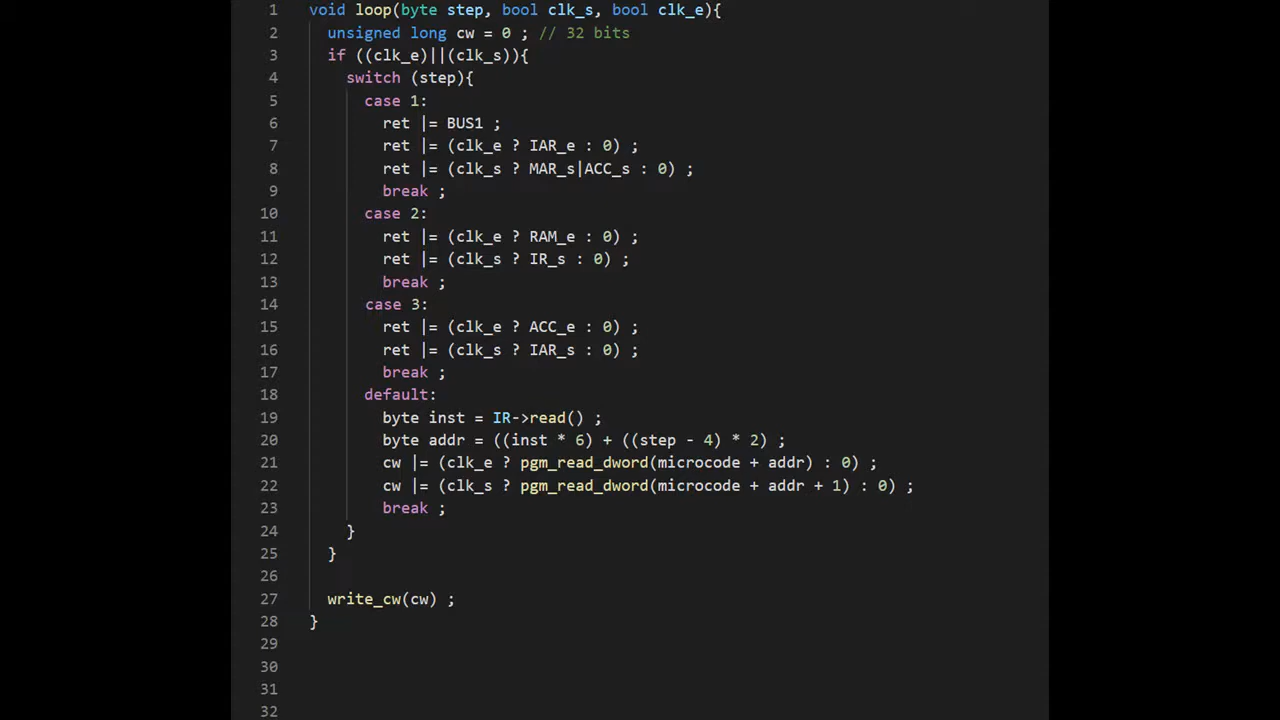 1 void loop(byte step, bool clk_s, bool clk_e){
2 unsigned long cw = 0 ; // 32 bits
3 if ((clk_e)||(clk_s)){
4 switch (step){
5 case 1:
6 ret |= BUS1 ;
7 ret |= (clk_e ? IAR_e : 0) ;
8 ret |= (clk_s ? MAR_s|ACC_s : 0) ;
9 break ;
10 case 2:
11 ret |= (clk_e ? RAM_e : 0) ;
12 ret |= (clk_s ? IR_s : 0) ;
13 break ;
14 case 3:
15 ret |= (clk_e ? ACC_e : 0) ;
16 ret |= (clk_s ? IAR_s : 0) ;
17 break ;
18 default:
19 byte inst = IR->read() ;
20 byte addr = ((inst * 6) + ((step - 4) * 2) ;
21 cw |= (clk_e ? pgm_read_dword(microcode + addr) : 0) ;
22 cw |= (clk_s ? pgm_read_dword(microcode + addr + 1) : 0) ;
23 break ;
24 }
25 }
26
27 write_cw(cw) ;
28 }
29
30
31
32